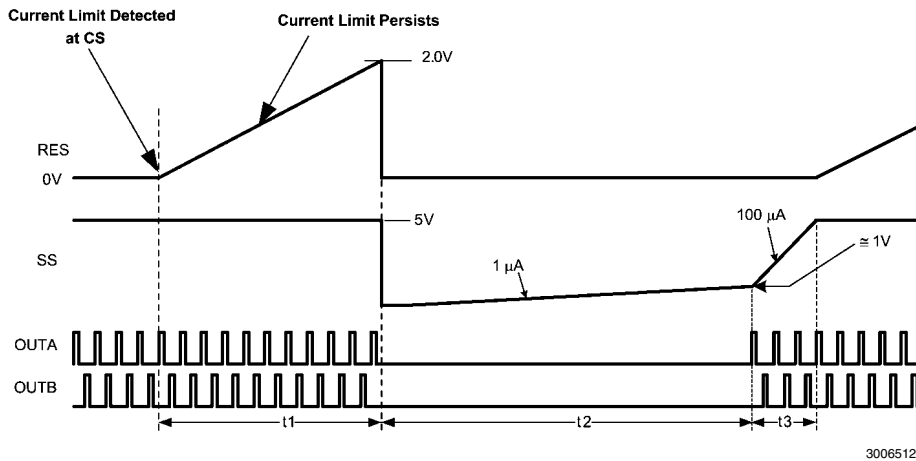 Current Limit Detected
at CS
Current Limit Persists
2.0V
RES
0V
5V
100 μA
≅ 1V
SS
1 μA
OUTA
OUTB
t1
t2
t3
3006512